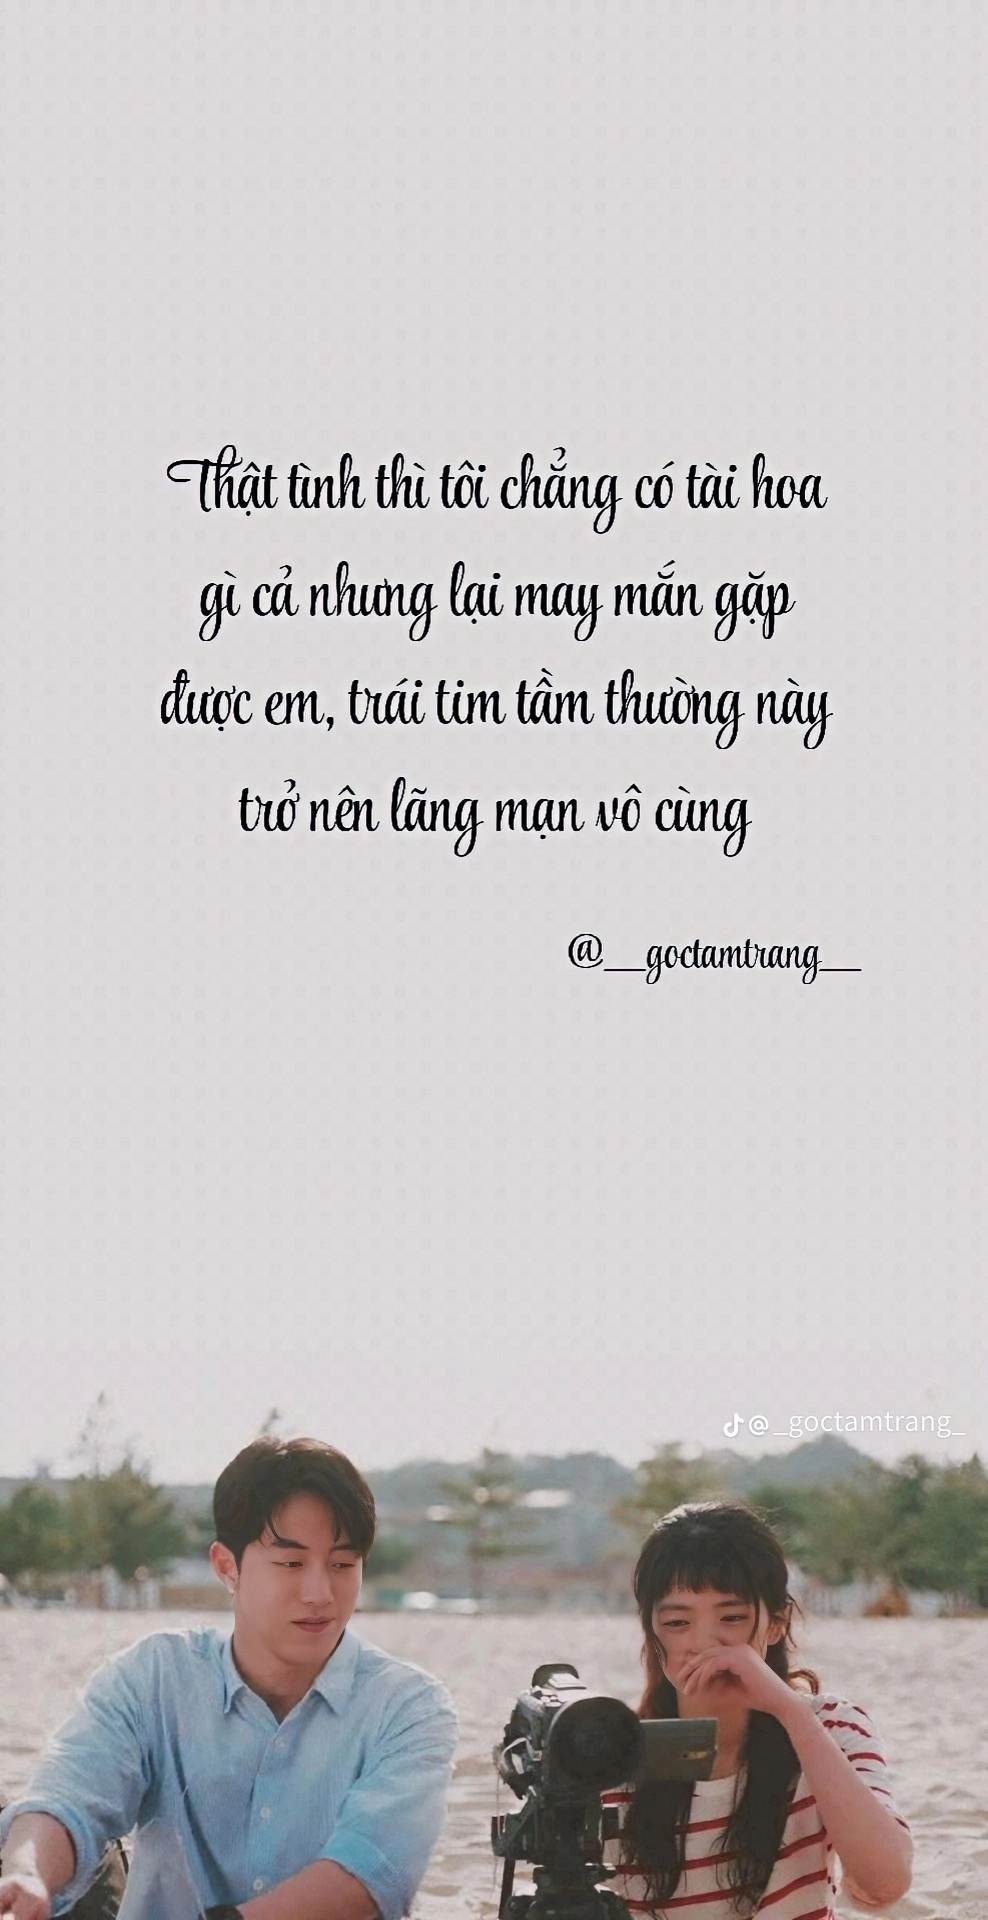 Thật tình thì tôi chẳng có tài hoa
gì cả nhưng lại may mắn gặp
được em, trái tim tầm thường này
trở nên lãng mạn vô cùng
@__goctamtrang__
@_goctamtrang_